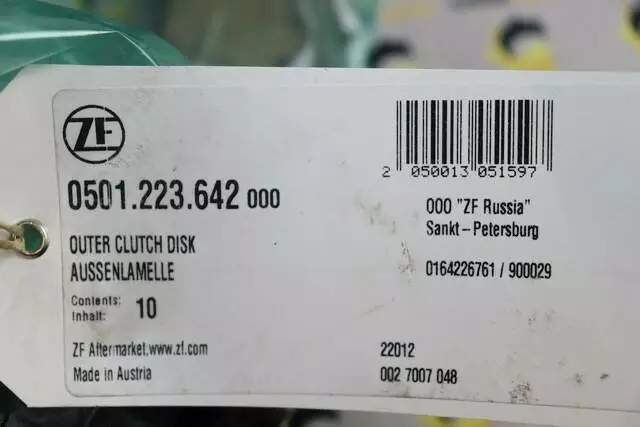 ZF
0501.223.642 000
OUTER CLUTCH DISK
AUSSENLAMELLE
Contents:
Inhalt: 10
ZF Aftermarket,www.zf.com
Made in Austria
2 050013 051597
OOO "ZF Russia"
Sankt-Petersburg
0164226761 / 900029
22012
002 7007 048